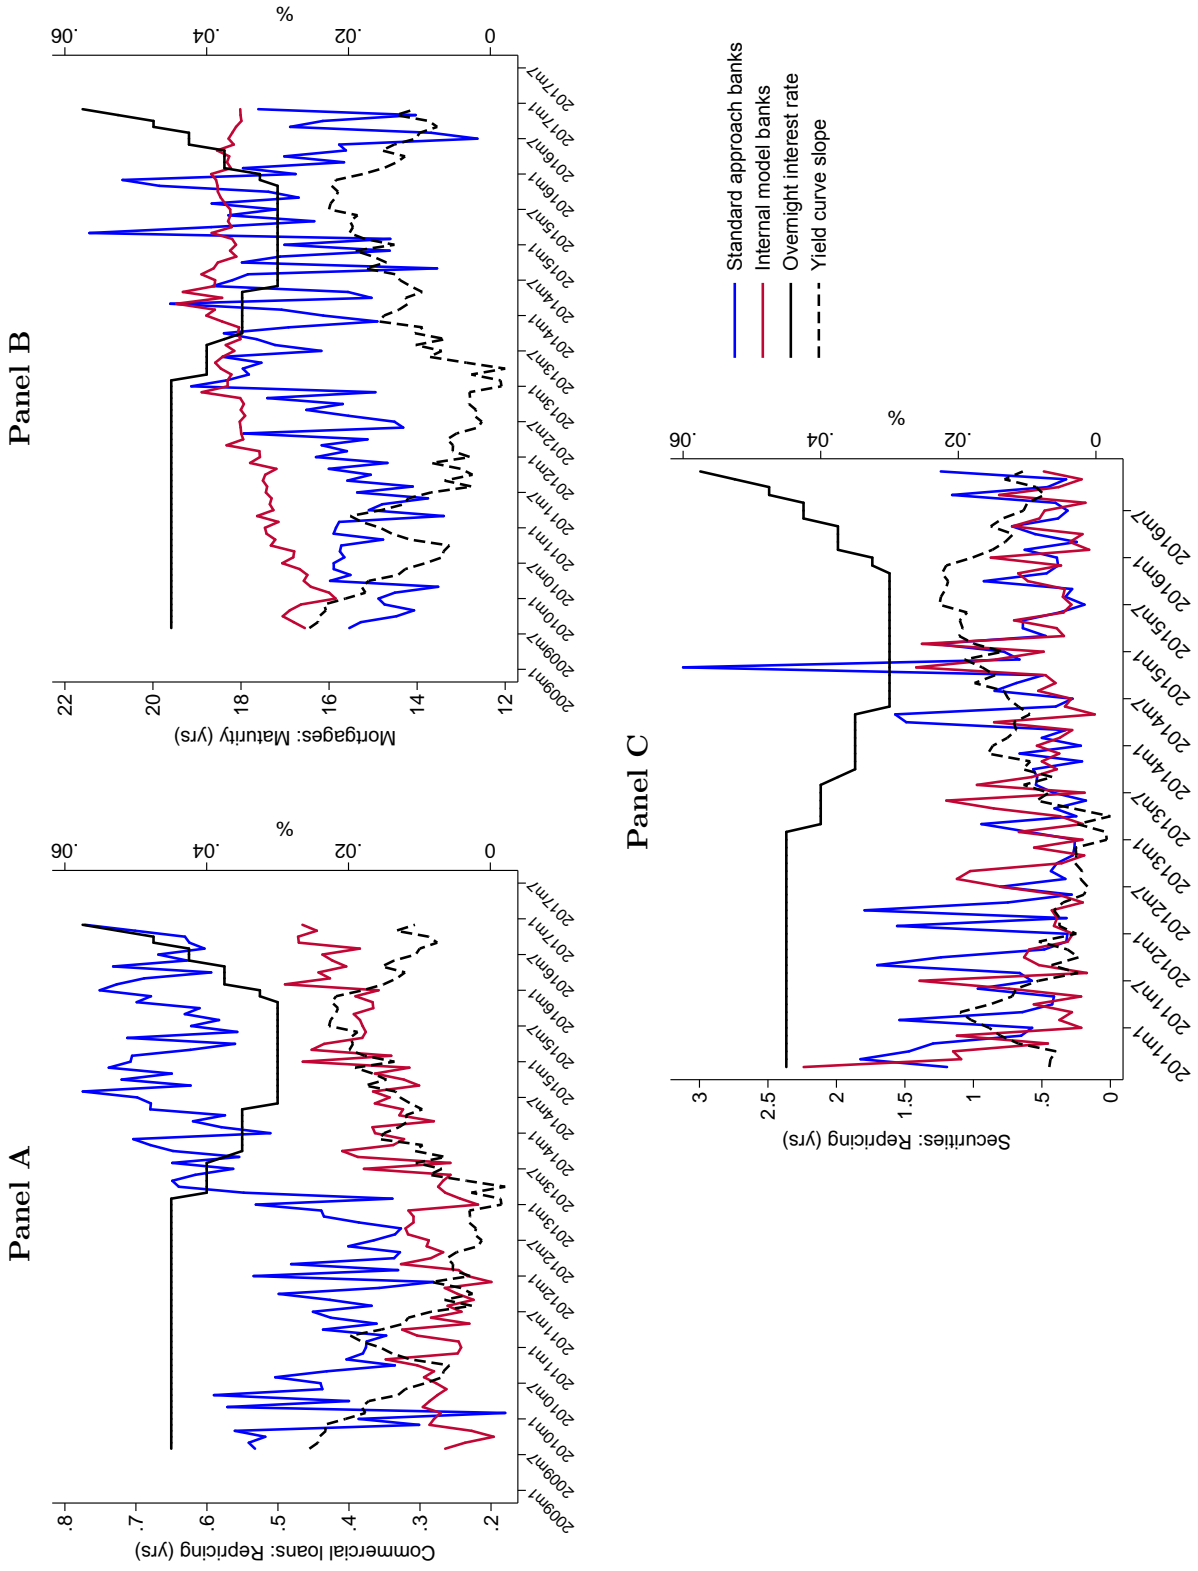 Panel A
Commercial loans: Repricing (yrs)
.8
.7
.6
.5
.4
.3
.2
.06
.04
.02
0
%
2009m1
2009m7
2010m1
2010m7
2011m1
2011m7
2012m1
2012m7
2013m1
2013m7
2014m1
2014m7
2015m1
2015m7
2016m1
2016m7
2017m1
2017m7
Panel B
Mortgages: Maturity (yrs)
22
20
18
16
14
12
.06
.04
.02
0
%
2009m1
2009m7
2010m1
2010m7
2011m1
2011m7
2012m1
2012m7
2013m1
2013m7
2014m1
2014m7
2015m1
2015m7
2016m1
2016m7
2017m1
2017m7
Panel C
Securities: Repricing (yrs)
3
2.5
2
1.5
1
.5
0
.06
.04
.02
0
%
2011m1
2011m7
2012m1
2012m7
2013m1
2013m7
2014m1
2014m7
2015m1
2015m7
2016m1
2016m7
Standard approach banks
Internal model banks
Overnight interest rate
Yield curve slope